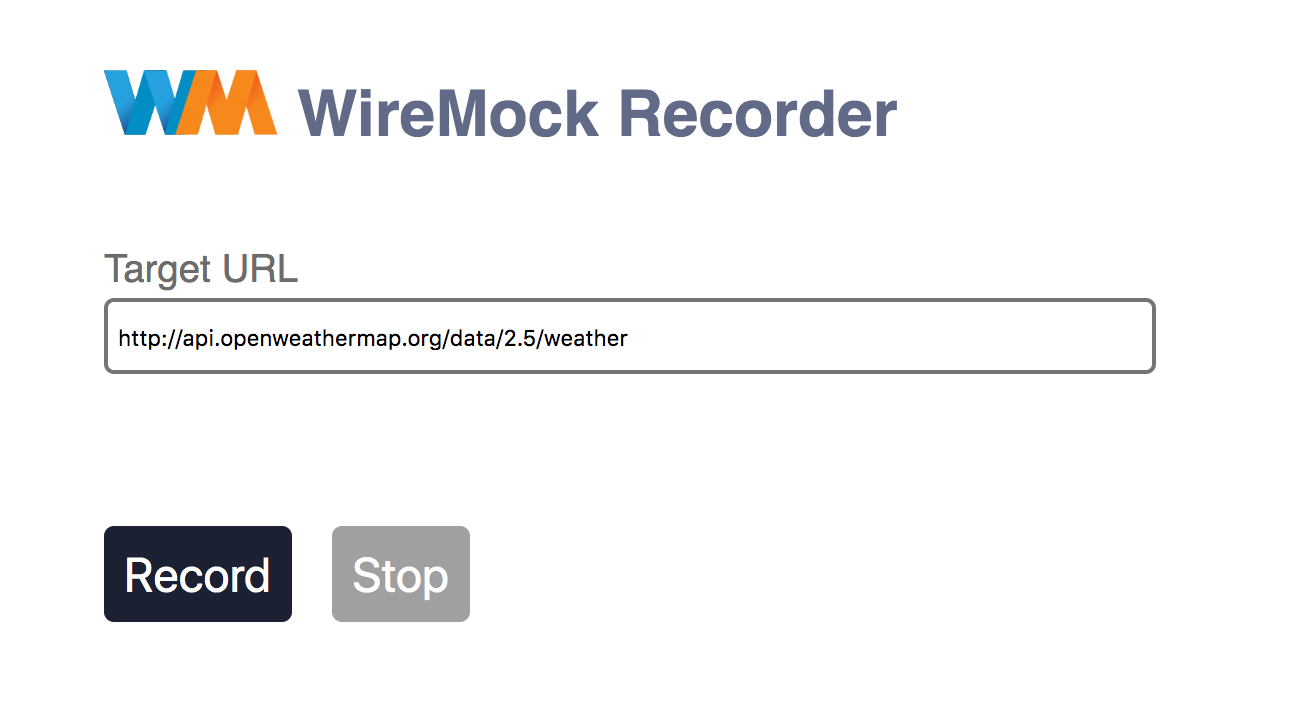 WM WireMock Recorder
Target URL
http://api.openweathermap.org/data/2.5/weather
Record Stop